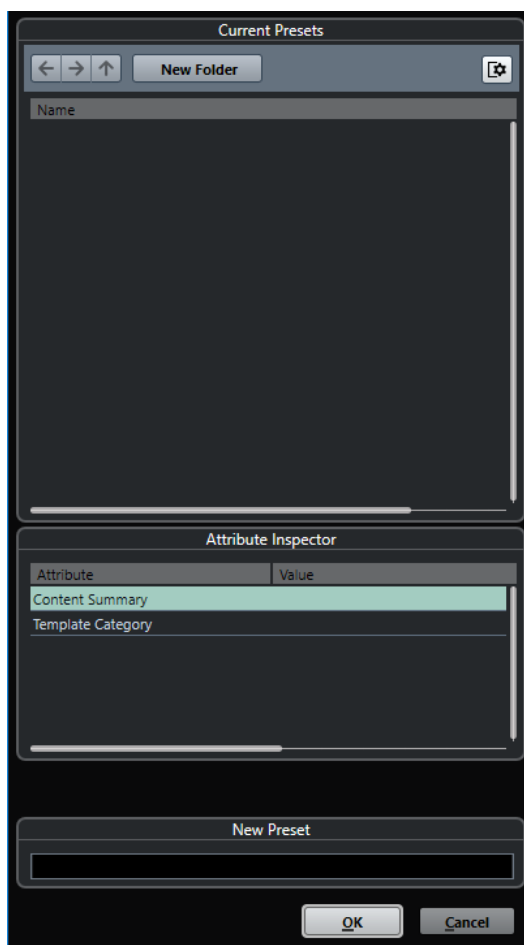 Current Presets
New Folder
Name
Attribute Inspector
Attribute Value
Content Summary
Template Category
New Preset
OK Cancel